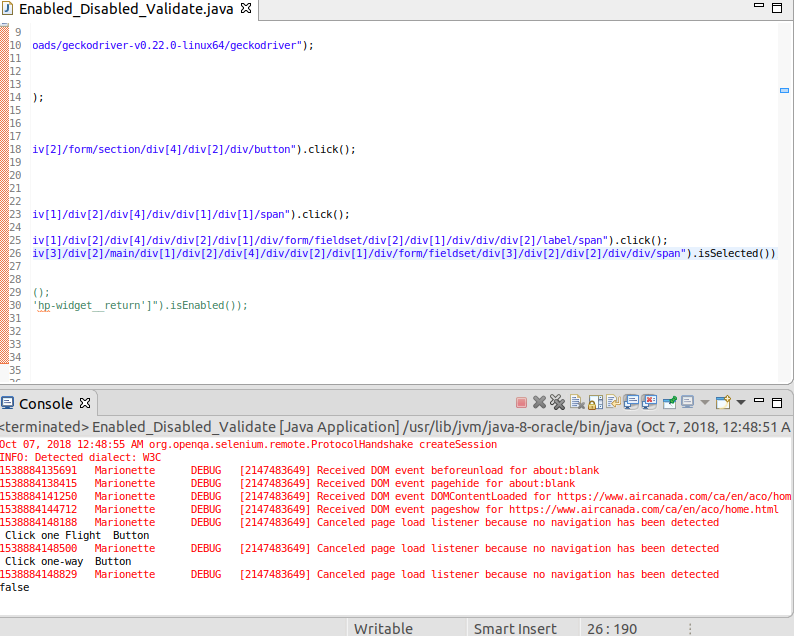 Enabled_Disabled_Validate.java
9
10 oads/geckodriver-v0.22.0-linux64/geckodriver");
11
12
13
14 );
15
16
17
18 iv[2]/form/section/div[4]/div[2]/div/button").click();
19
20
21
22
23 iv[1]/div[2]/div[4]/div/div[1]/div[1]/span").click();
24
25 iv[1]/div[2]/div[4]/div/div[2]/div[1]/div/form/fieldset/div[2]/div[1]/div/div/div[2]/label/span").click();
26 iv[3]/div[2]/main/div[1]/div[2]/div[4]/div/div[2]/div[1]/div/form/fieldset/div[3]/div[2]/div[2]/div/div/span").isSelected())
27
28
29 ();
30 'hp-widget__return']").isEnabled());
31
32
33
34
35
Console
<terminated> Enabled_Disabled_Validate [Java Application] /usr/lib/jvm/java-8-oracle/bin/java (Oct 7, 2018, 12:48:51 A
Oct 07, 2018 12:48:55 AM org.openqa.selenium.remote.ProtocolHandshake createSession
INFO: Detected dialect: W3C
1538884135691 Marionette DEBUG [2147483649] Received DOM event beforeunload for about:blank
1538884138415 Marionette DEBUG [2147483649] Received DOM event pagehide for about:blank
1538884141250 Marionette DEBUG [2147483649] Received DOM event DOMContentLoaded for https://www.aircanada.com/ca/en/aco/hom
1538884144712 Marionette DEBUG [2147483649] Received DOM event pageshow for https://www.aircanada.com/ca/en/aco/home.html
1538884148188 Marionette DEBUG [2147483649] Canceled page load listener because no navigation has been detected
Click one Flight Button
1538884148500 Marionette DEBUG [2147483649] Canceled page load listener because no navigation has been detected
Click one-way Button
1538884148829 Marionette DEBUG [2147483649] Canceled page load listener because no navigation has been detected
false
Writable Smart Insert 26 : 190